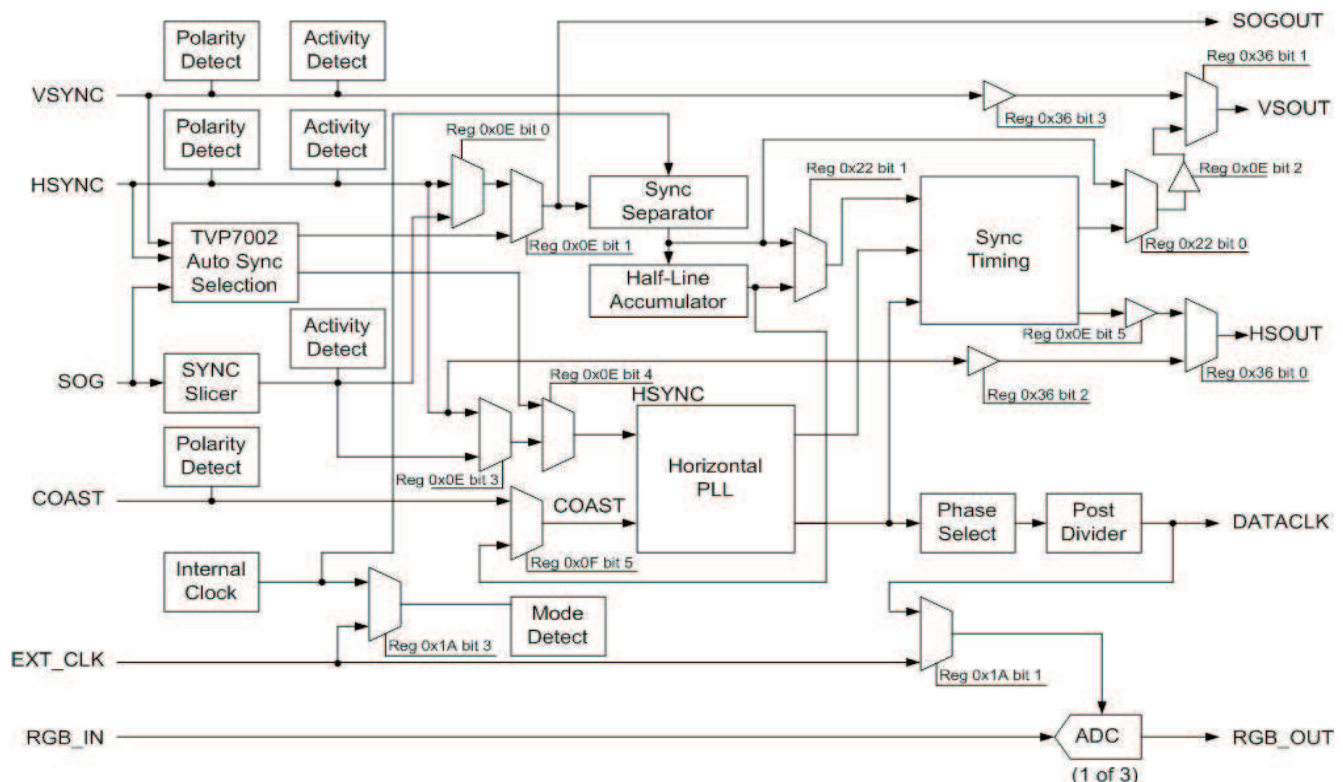 Polarity
Detect
Activity
Detect
SOGOUT
Reg 0x36 bit 1
VSYNC
Reg 0x36 bit 3
VSOUT
Polarity
Detect
Activity
Detect
Reg 0x0E bit 0
HSYNC
Reg 0x22 bit 1
Reg 0x0E bit 2
Sync
Separator
TVP7002
Auto Sync
Selection
Reg 0x0E bit 1
Sync
Timing
Reg 0x22 bit 0
Half-Line
Accumulator
Activity
Detect
Reg 0x0E bit 5
HSOUT
SOG
SYNC
Slicer
Reg 0x0E bit 4
HSYNC
Reg 0x36 bit 2
Reg 0x36 bit 0
Polarity
Detect
Reg 0x0E bit 3
Horizontal
PLL
COAST
COAST
Phase
Select
Post
Divider
DATACLK
Internal
Clock
Reg 0x0F bit 5
Mode
Detect
Reg 0x1A bit 3
EXT_CLK
Reg 0x1A bit 1
RGB_IN
ADC
RGB_OUT
(1 of 3)